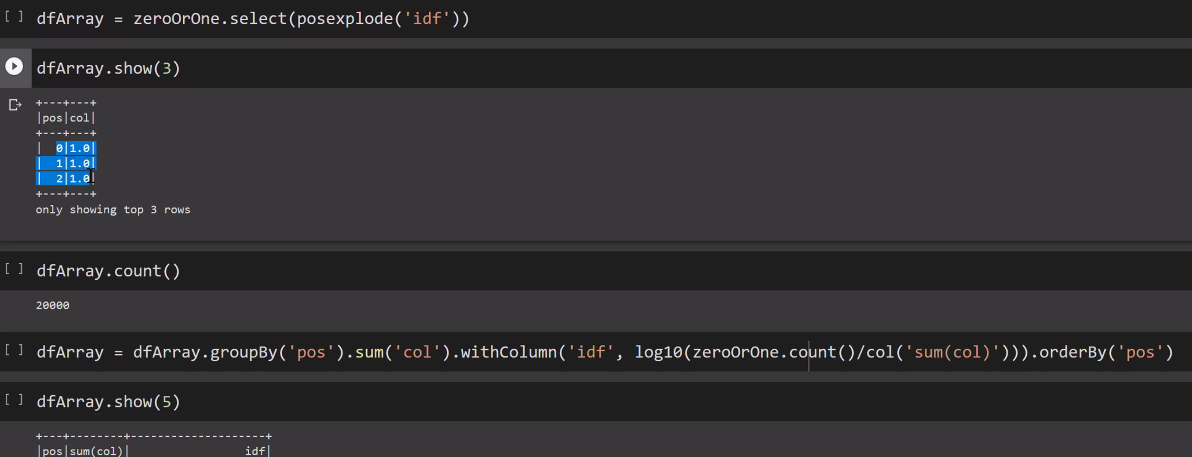 [ ] dfArray = zeroOrOne.select(posexplode('idf'))
dfArray.show(3)
+---+---+
|pos|col|
+---+---+
|  0|1.0|
|  1|1.0|
|  2|1.0|
+---+---+
only showing top 3 rows
[ ] dfArray.count()
20000
[ ] dfArray = dfArray.groupBy('pos').sum('col').withColumn('idf', log10(zeroOrOne.count()/col('sum(col)'))).orderBy('pos')
[ ] dfArray.show(5)
+---+--------+--------------------+
|pos|sum(col)|                 idf|